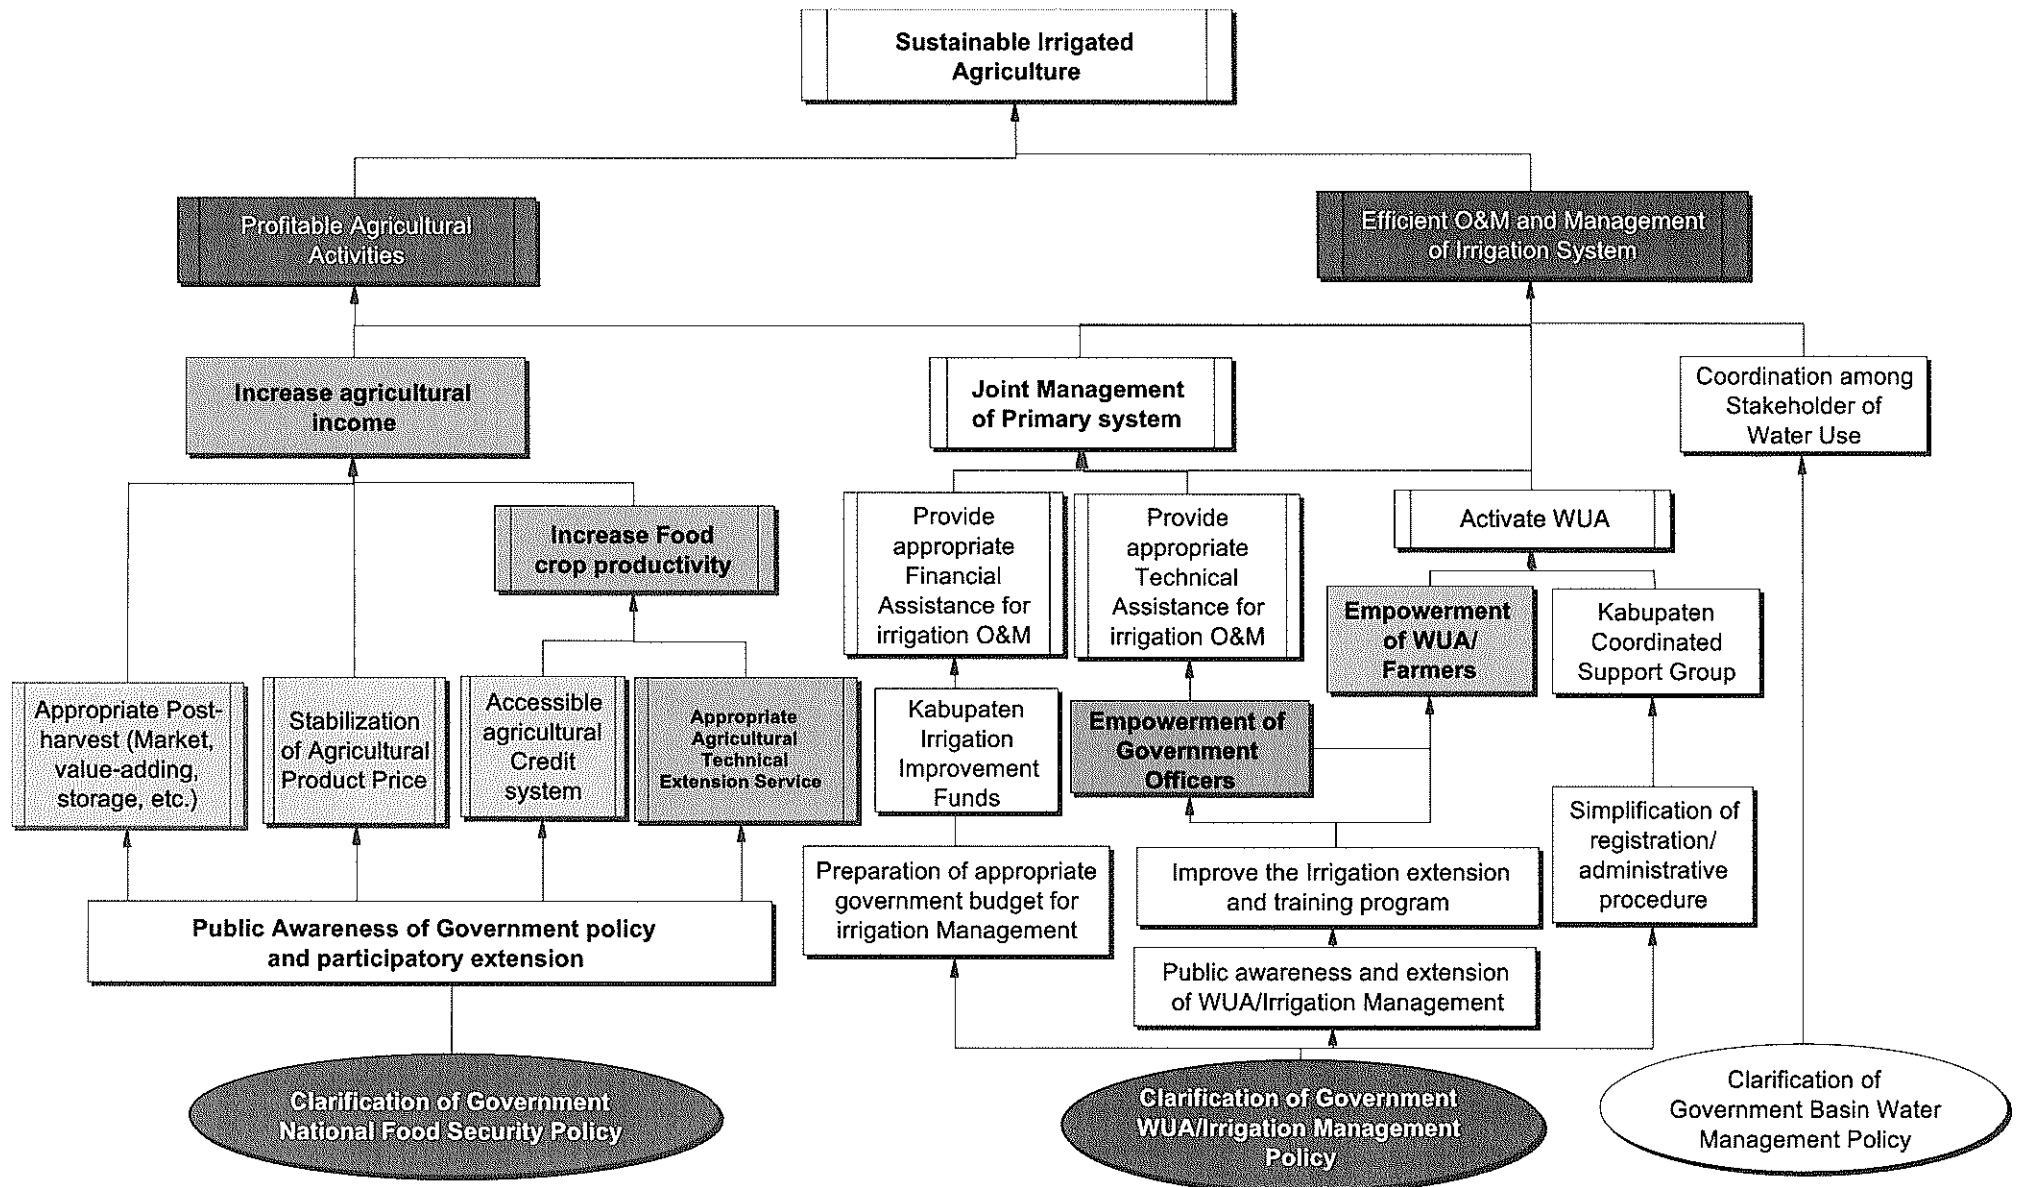 Sustainable Irrigated
Agriculture
Profitable Agricultural
Activities
Efficient O&M and Management
of Irrigation System
Increase agricultural
income
Joint Management
of Primary system
Coordination among
Stakeholder of
Water Use
Increase Food
crop productivity
Provide
appropriate
Financial
Assistance for
irrigation O&M
Provide
appropriate
Technical
Assistance for
irrigation O&M
Activate WUA
Empowerment
of WUA/
Farmers
Kabupaten
Coordinated
Support Group
Appropriate Post-
harvest (Market,
value-adding,
storage, etc.)
Stabilization
of Agricultural
Product Price
Accessible
agricultural
Credit
system
Appropriate
Agricultural
Technical
Extension Service
Kabupaten
Irrigation
Improvement
Funds
Empowerment of
Government
Officers
Simplification of
registration/
administrative
procedure
Preparation of appropriate
government budget for
irrigation Management
Improve the Irrigation extension
and training program
Public Awareness of Government policy
and participatory extension
Public awareness and extension
of WUA/Irrigation Management
Clarification of Government
National Food Security Policy
Clarification of Government
WUA/Irrigation Management
Policy
Clarification of
Government Basin Water
Management Policy